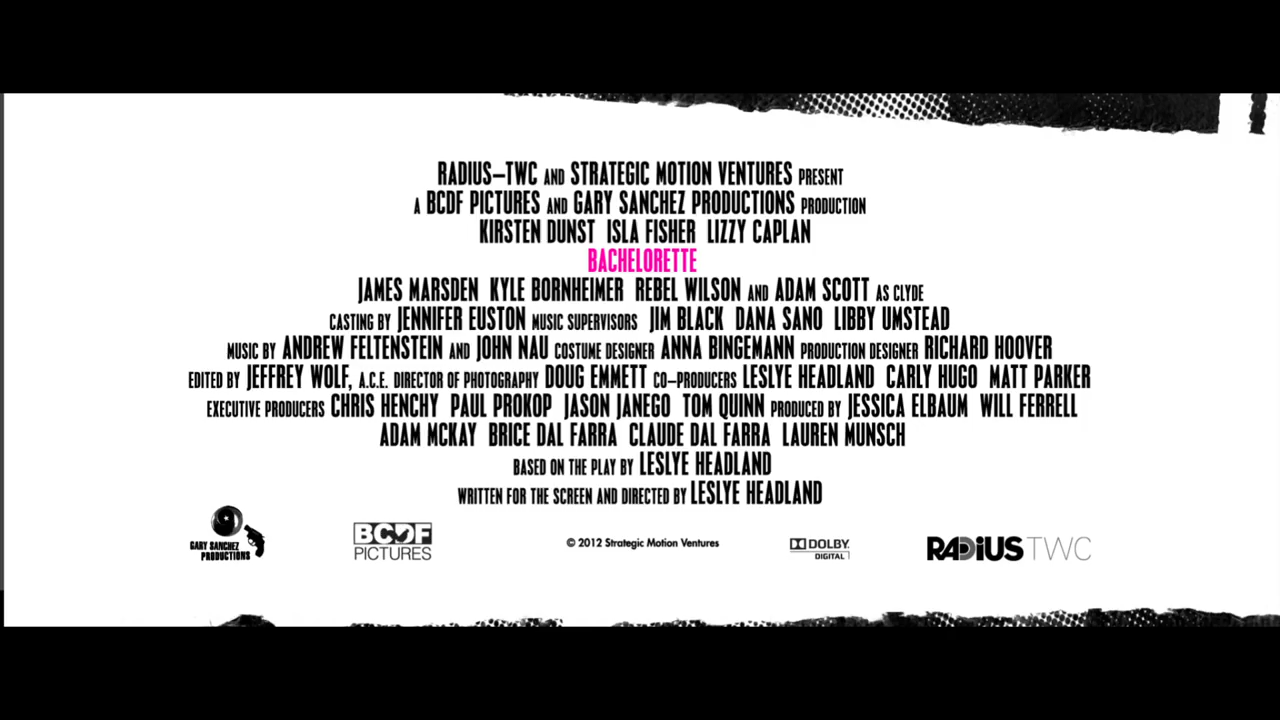 RADIUS–TWC AND STRATEGIC MOTION VENTURES PRESENT
A BCDF PICTURES AND GARY SANCHEZ PRODUCTIONS PRODUCTION
KIRSTEN DUNST ISLA FISHER LIZZY CAPLAN
BACHELORETTE
JAMES MARSDEN KYLE BORNHEIMER REBEL WILSON AND ADAM SCOTT AS CLYDE
CASTING BY JENNIFER EUSTON MUSIC SUPERVISORS JIM BLACK DANA SANO LIBBY UMSTEAD
MUSIC BY ANDREW FELTENSTEIN AND JOHN NAU COSTUME DESIGNER ANNA BINGEMANN PRODUCTION DESIGNER RICHARD HOOVER
EDITED BY JEFFREY WOLF, A.C.E. DIRECTOR OF PHOTOGRAPHY DOUG EMMETT CO–PRODUCERS LESLYE HEADLAND CARLY HUGO MATT PARKER
EXECUTIVE PRODUCERS CHRIS HENCHY PAUL PROKOP JASON JANEGO TOM QUINN PRODUCED BY JESSICA ELBAUM WILL FERRELL
ADAM MCKAY BRICE DAL FARRA CLAUDE DAL FARRA LAUREN MUNSCH
BASED ON THE PLAY BY LESLYE HEADLAND
WRITTEN FOR THE SCREEN AND DIRECTED BY LESLYE HEADLAND
GARY SANCHEZ
PRODUCTIONS
BCDF
PICTURES
© 2012 Strategic Motion Ventures
DOLBY
DIGITAL
RADiUS TWC